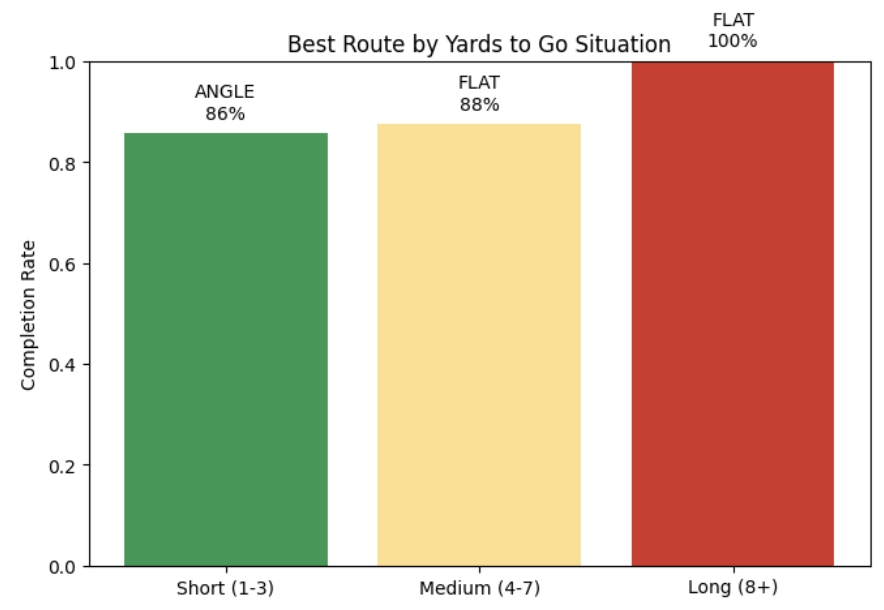 FLAT
100%
Best Route by Yards to Go Situation
1.0
ANGLE
86%
FLAT
88%
0.8
0.6
0.4
0.2
0.0
Completion Rate
Short (1-3)
Medium (4-7)
Long (8+)